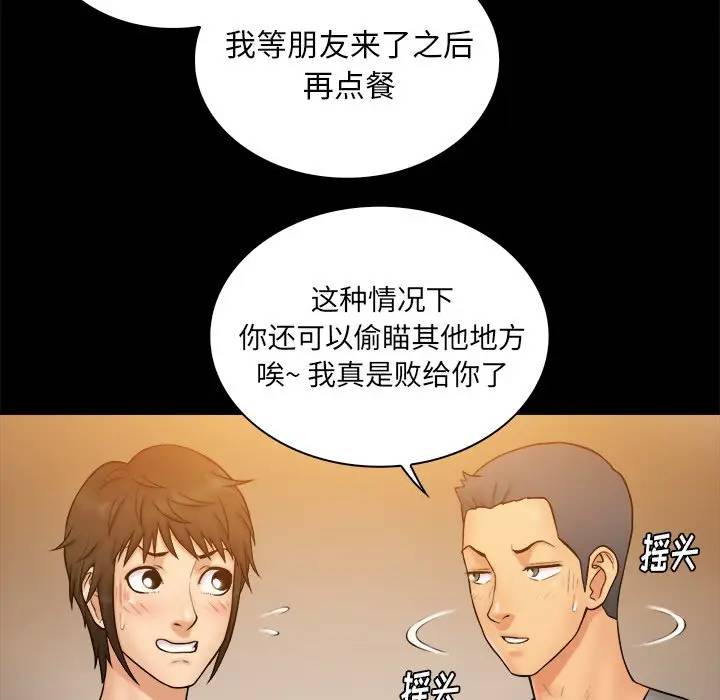 我等朋友来了之后
再点餐
这种情况下
你还可以偷瞄其他地方
唉~ 我真是败给你了
摇头
摇头